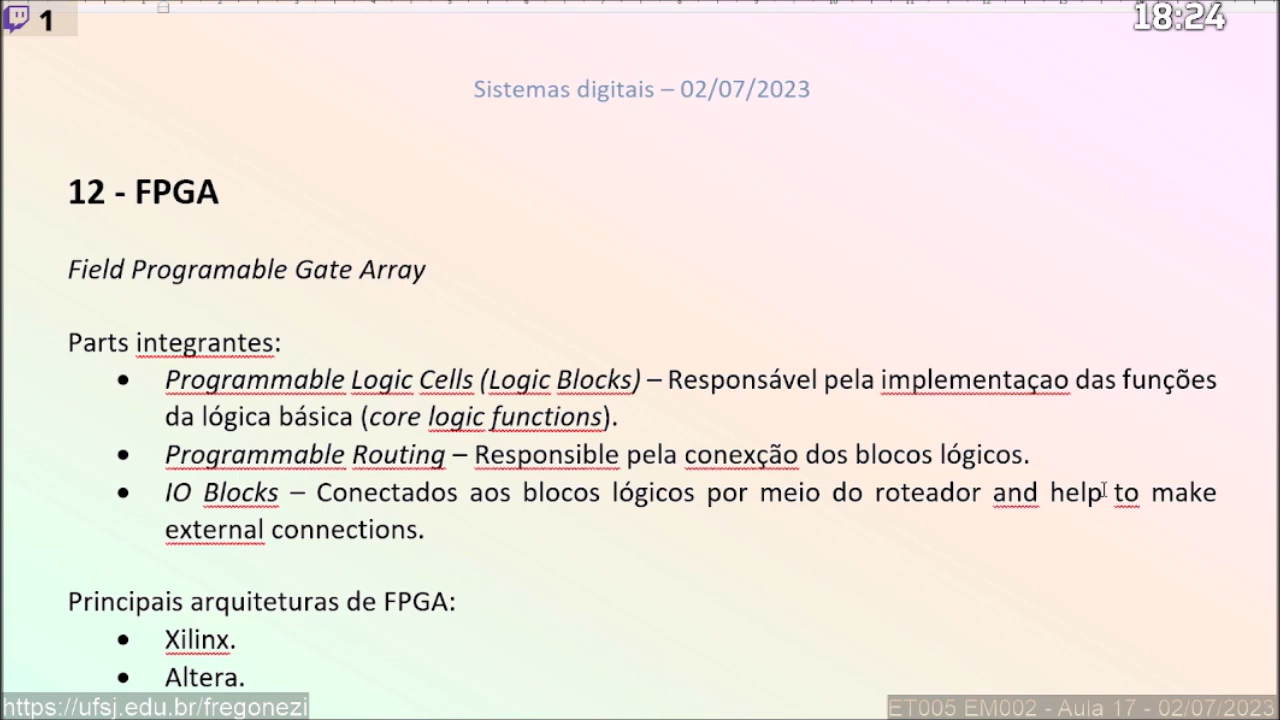 1
18:24
Sistemas digitais – 02/07/2023
12 - FPGA
Field Programable Gate Array
Parts integrantes:
• Programmable Logic Cells (Logic Blocks) – Responsável pela implementaçao das funções
da lógica básica (core logic functions).
• Programmable Routing – Responsible pela conexção dos blocos lógicos.
• IO Blocks – Conectados aos blocos lógicos por meio do roteador and help to make
external connections.
Principais arquiteturas de FPGA:
• Xilinx.
• Altera.
https://ufsj.edu.br/fregonezi
ET005 EM002 - Aula 17 - 02/07/2023